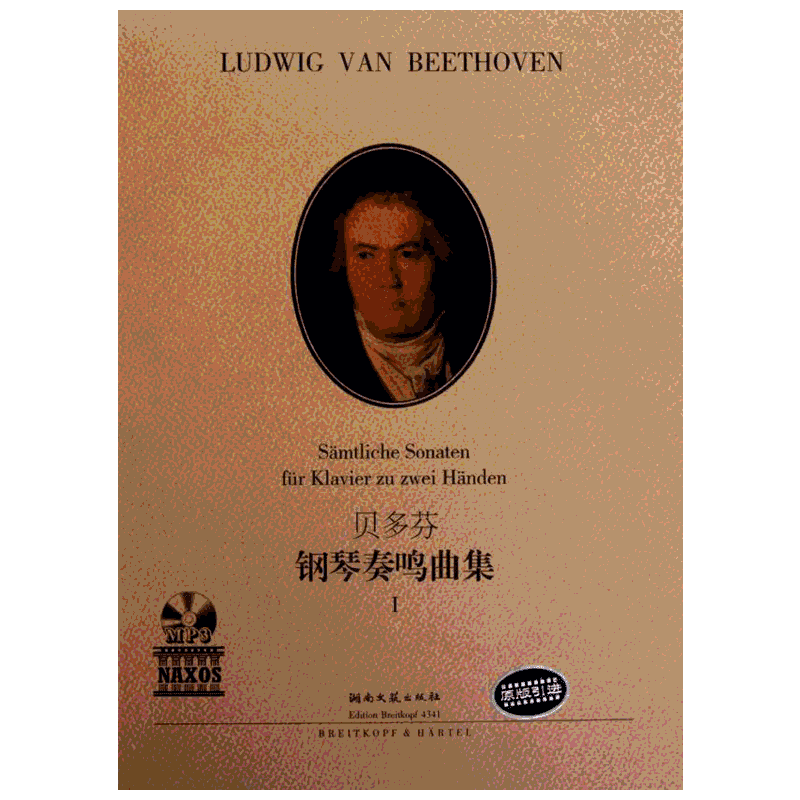 LUDWIG VAN BEETHOVEN
Sämtliche Sonaten
für Klavier zu zwei Händen
贝多芬
钢琴奏鸣曲集
I
MP3
NAXOS
湖南文艺出版社
原版引进
Edition Breitkopf 4341
BREITKOPF & HÄRTEL